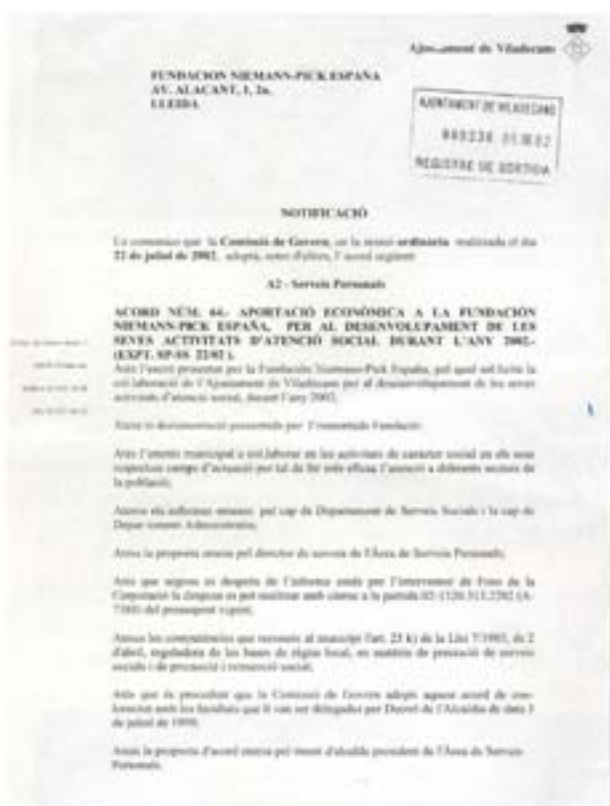 Ajuntament de Viladecans
FUNDACION NIEMANN-PICK ESPAÑA
AV. ALACANT, 1, 2n.
LLEIDA
AJUNTAMENT DE VILADECANS
REGISTRE DE SORTIDA
NOTIFICACIÓ
Us comunico que la Comissió de Govern, en la sessió ordinària realitzada el dia
22 de juliol de 2002, adoptà, entre d'altres, l'acord següent:
A2 - Serveis Personals
ACORD NÚM. 64.- APORTACIÓ ECONÒMICA A LA FUNDACIÓN
NIEMANN-PICK ESPAÑA, PER AL DESENVOLUPAMENT DE LES
SEVES ACTIVITATS D'ATENCIÓ SOCIAL DURANT L'ANY 2002.-
(EXPT. SP-SS 22/02 ).
Atès l'escrit presentat per la Fundación Niemann-Pick España, pel qual sol·licita la
col·laboració de l'Ajuntament de Viladecans per al desenvolupament de les seves
activitats d'atenció social, durant l'any 2002;
Atesa la documentació presentada per l'esmentada Fundació;
Atès l'interès municipal a col·laborar en les activitats de caràcter social en els seus
respectius camps d'actuació per tal de fer més eficaç l'atenció a diferents sectors de
la població;
Atesos els informes emesos pel cap de Departament de Serveis Socials i la cap de
Departament Administratiu;
Atesa la proposta emesa pel director de serveis de l'Àrea de Serveis Personals;
Atès que segons es desprèn de l'informe emès per l'interventor de Fons de la
Corporació la despesa es pot realitzar amb càrrec a la partida
del pressupost vigent;
Ateses les competències que reconeix al municipi l'art. 25 k) de la Llei 7/1985, de 2
d'abril, reguladora de les bases de règim local, en matèria de prestació de serveis
socials i de promoció i reinserció social;
Atès que és procedent que la Comissió de Govern adopti aquest acord de con-
formitat amb les facultats que li van ser delegades per Decret de l'Alcaldia de data
de juliol de 1999;
Atesa la proposta d'acord emesa pel tinent d'alcalde president de l'Àrea de Serveis
Personals.